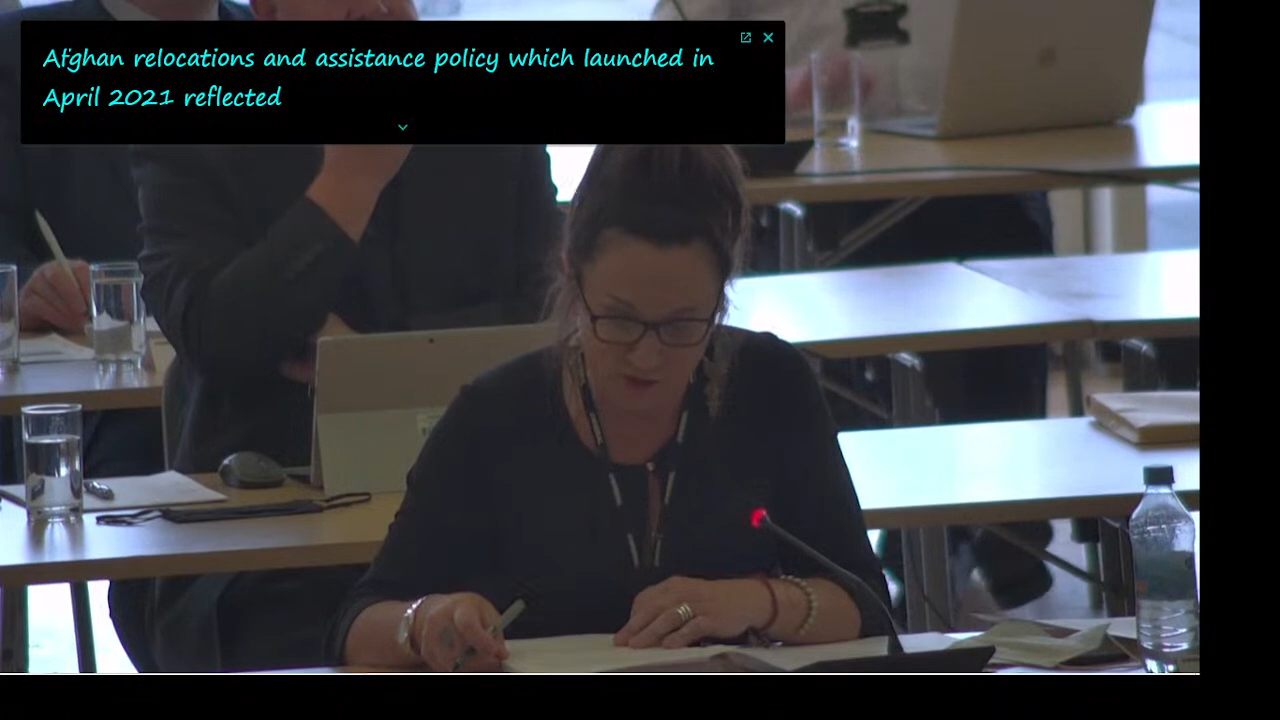 Afghan relocations and assistance policy which launched in
April 2021 reflected